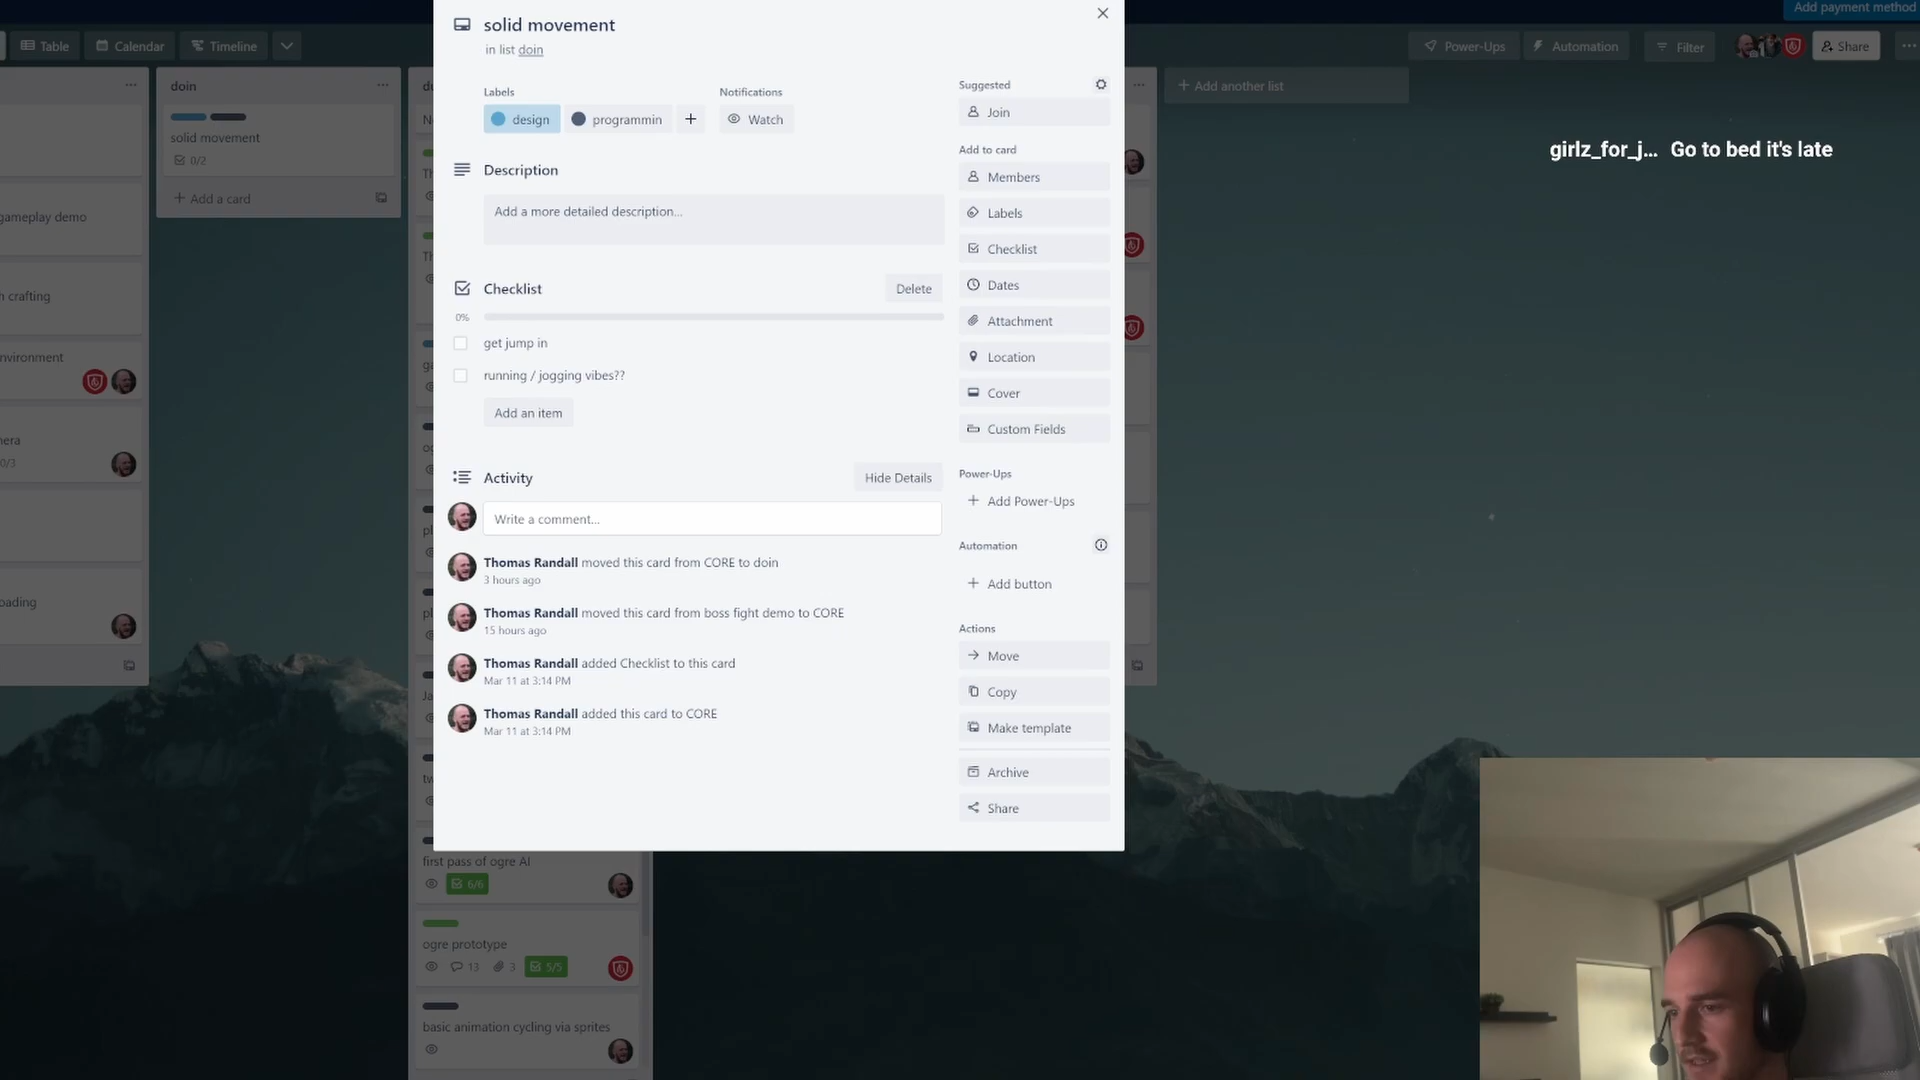 Add payment method
solid movement
in list doin
Table
Calendar
Timeline
Power-Ups
Automation
Filter
Share
doin
solid movement
0/2
Add a card
gameplay demo
crafting
0/3
Labels
design
programmin
Notifications
Watch
Description
Add a more detailed description...
Checklist
Delete
0%
get jump in
running / jogging vibes??
Add an item
Activity
Hide Details
Write a comment...
Thomas Randall moved this card from CORE to doin
3 hours ago
Thomas Randall moved this card from boss fight demo to CORE
15 hours ago
Thomas Randall added Checklist to this card
Mar 11 at 3:14 PM
Thomas Randall added this card to CORE
Mar 11 at 3:14 PM
Suggested
Join
Add to card
Members
Labels
Checklist
Dates
Attachment
Location
Cover
Custom Fields
Power-Ups
Add Power-Ups
Automation
Add button
Actions
Move
Copy
Make template
Archive
Share
Add another list
girlz_for_j... Go to bed it's late
first pass of ogre AI
6/6
ogre prototype
13
3
5/5
basic animation cycling via sprites